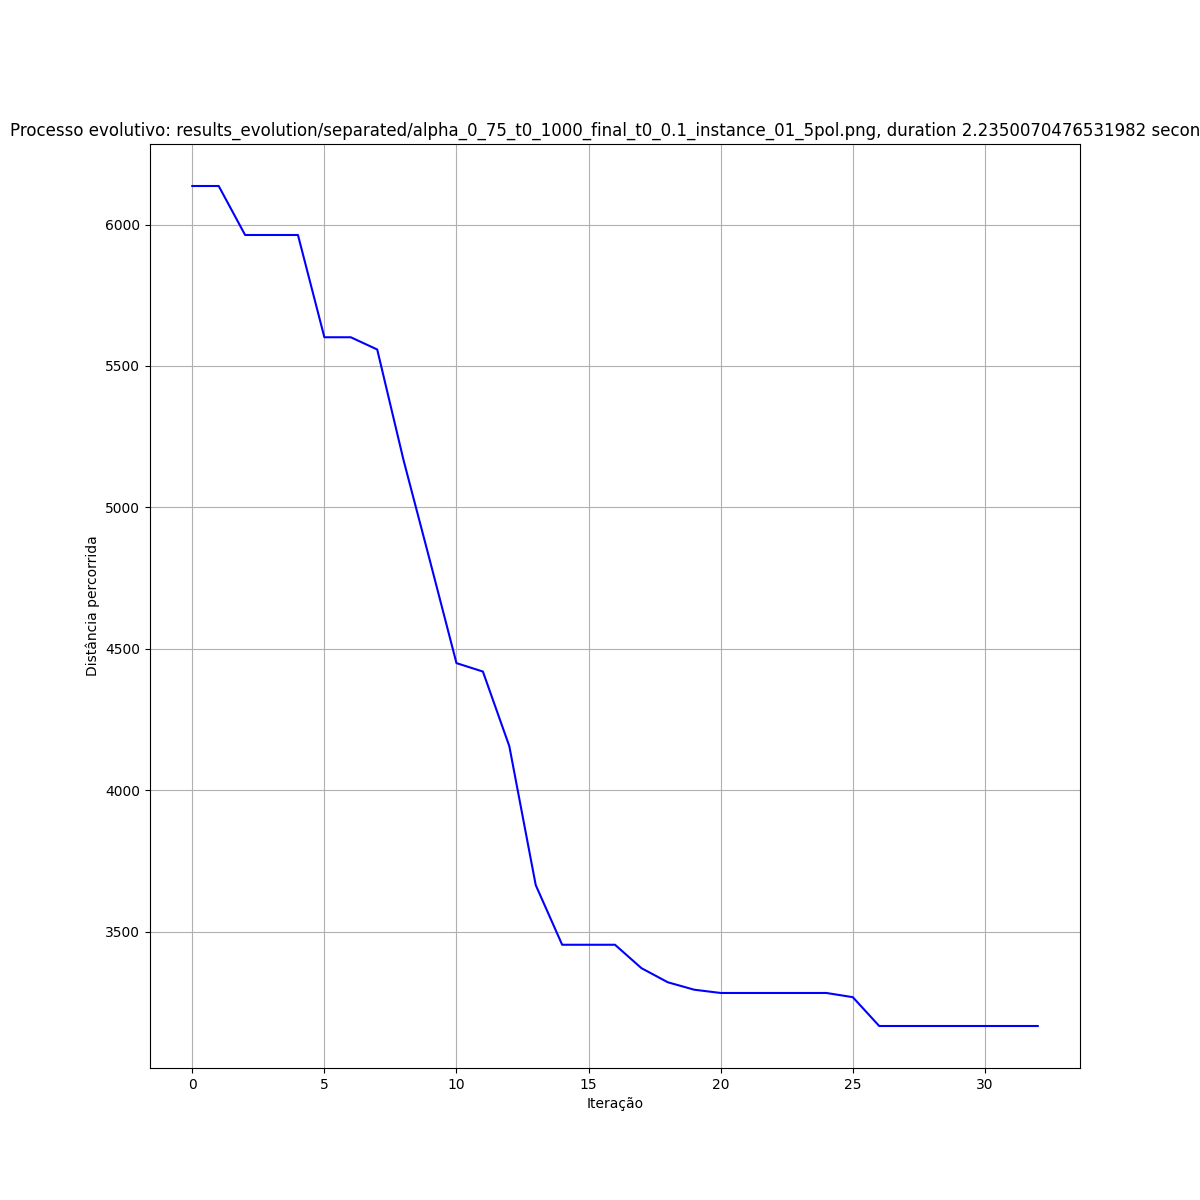 Processo evolutivo: results_evolution/separated/alpha_0_75_t0_1000_final_t0_0.1_instance_01_5pol.png, duration 2.2350070476531982 secon
6000
5500
5000
4500
4000
3500
Distância percorrida
0 5 10 15 20 25 30
Iteração